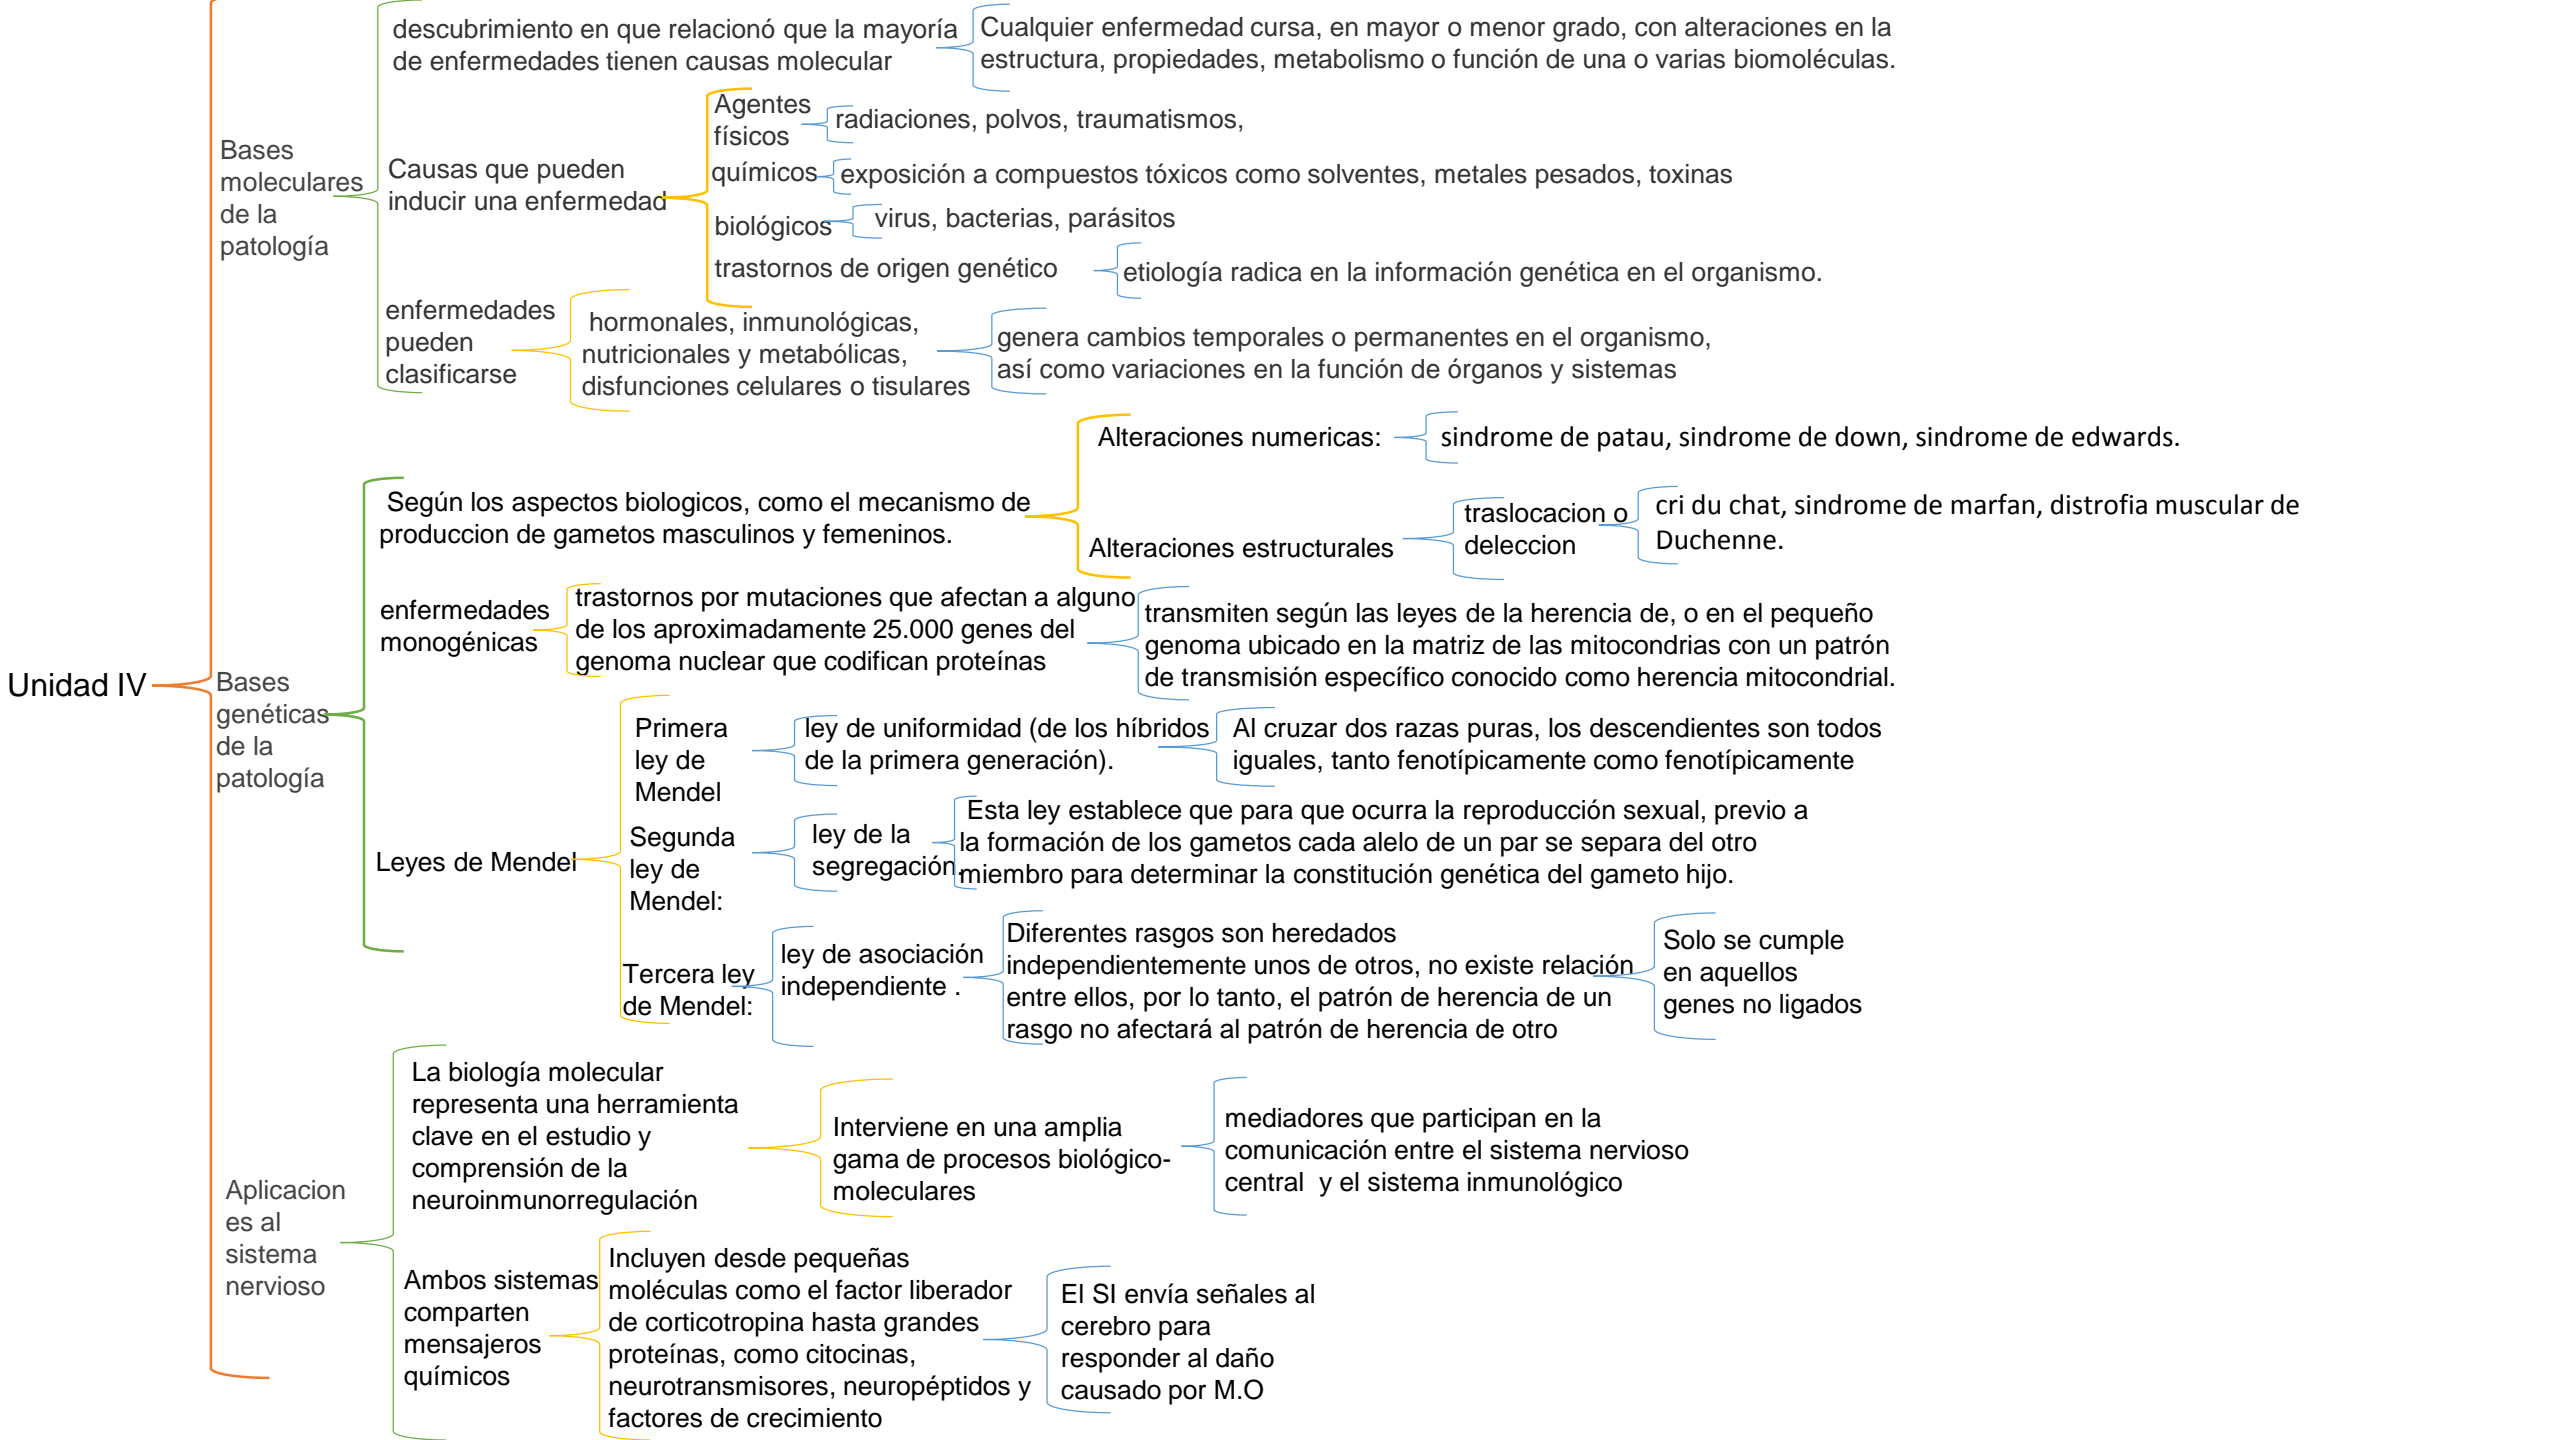 Unidad IV
Bases
moleculares
de la
patología
descubrimiento en que relacionó que la mayoría
de enfermedades tienen causas molecular
Cualquier enfermedad cursa, en mayor o menor grado, con alteraciones en la
estructura, propiedades, metabolismo o función de una o varias biomoléculas.
Causas que pueden
inducir una enfermedad
Agentes
físicos
radiaciones, polvos, traumatismos,
químicos
exposición a compuestos tóxicos como solventes, metales pesados, toxinas
biológicos
virus, bacterias, parásitos
trastornos de origen genético
etiología radica en la información genética en el organismo.
enfermedades
pueden
clasificarse
hormonales, inmunológicas,
nutricionales y metabólicas,
disfunciones celulares o tisulares
genera cambios temporales o permanentes en el organismo,
así como variaciones en la función de órganos y sistemas
Bases
genéticas
de la
patología
Según los aspectos biologicos, como el mecanismo de
produccion de gametos masculinos y femeninos.
Alteraciones numericas:
sindrome de patau, sindrome de down, sindrome de edwards.
Alteraciones estructurales
traslocacion o
deleccion
cri du chat, sindrome de marfan, distrofia muscular de
Duchenne.
enfermedades
monogénicas
trastornos por mutaciones que afectan a alguno
de los aproximadamente 25.000 genes del
genoma nuclear que codifican proteínas
transmiten según las leyes de la herencia de, o en el pequeño
genoma ubicado en la matriz de las mitocondrias con un patrón
de transmisión específico conocido como herencia mitocondrial.
Leyes de Mendel
Primera
ley de
Mendel
ley de uniformidad (de los híbridos
de la primera generación).
Al cruzar dos razas puras, los descendientes son todos
iguales, tanto fenotípicamente como fenotípicamente
Segunda
ley de
Mendel:
ley de la
segregación.
Esta ley establece que para que ocurra la reproducción sexual, previo a
la formación de los gametos cada alelo de un par se separa del otro
miembro para determinar la constitución genética del gameto hijo.
Tercera ley
de Mendel:
ley de asociación
independiente .
Diferentes rasgos son heredados
independientemente unos de otros, no existe relación
entre ellos, por lo tanto, el patrón de herencia de un
rasgo no afectará al patrón de herencia de otro
Solo se cumple
en aquellos
genes no ligados
Aplicacion
es al
sistema
nervioso
La biología molecular
representa una herramienta
clave en el estudio y
comprensión de la
neuroinmunorregulación
Interviene en una amplia
gama de procesos biológico-
moleculares
mediadores que participan en la
comunicación entre el sistema nervioso
central y el sistema inmunológico
Ambos sistemas
comparten
mensajeros
químicos
Incluyen desde pequeñas
moléculas como el factor liberador
de corticotropina hasta grandes
proteínas, como citocinas,
neurotransmisores, neuropéptidos y
factores de crecimiento
El SI envía señales al
cerebro para
responder al daño
causado por M.O